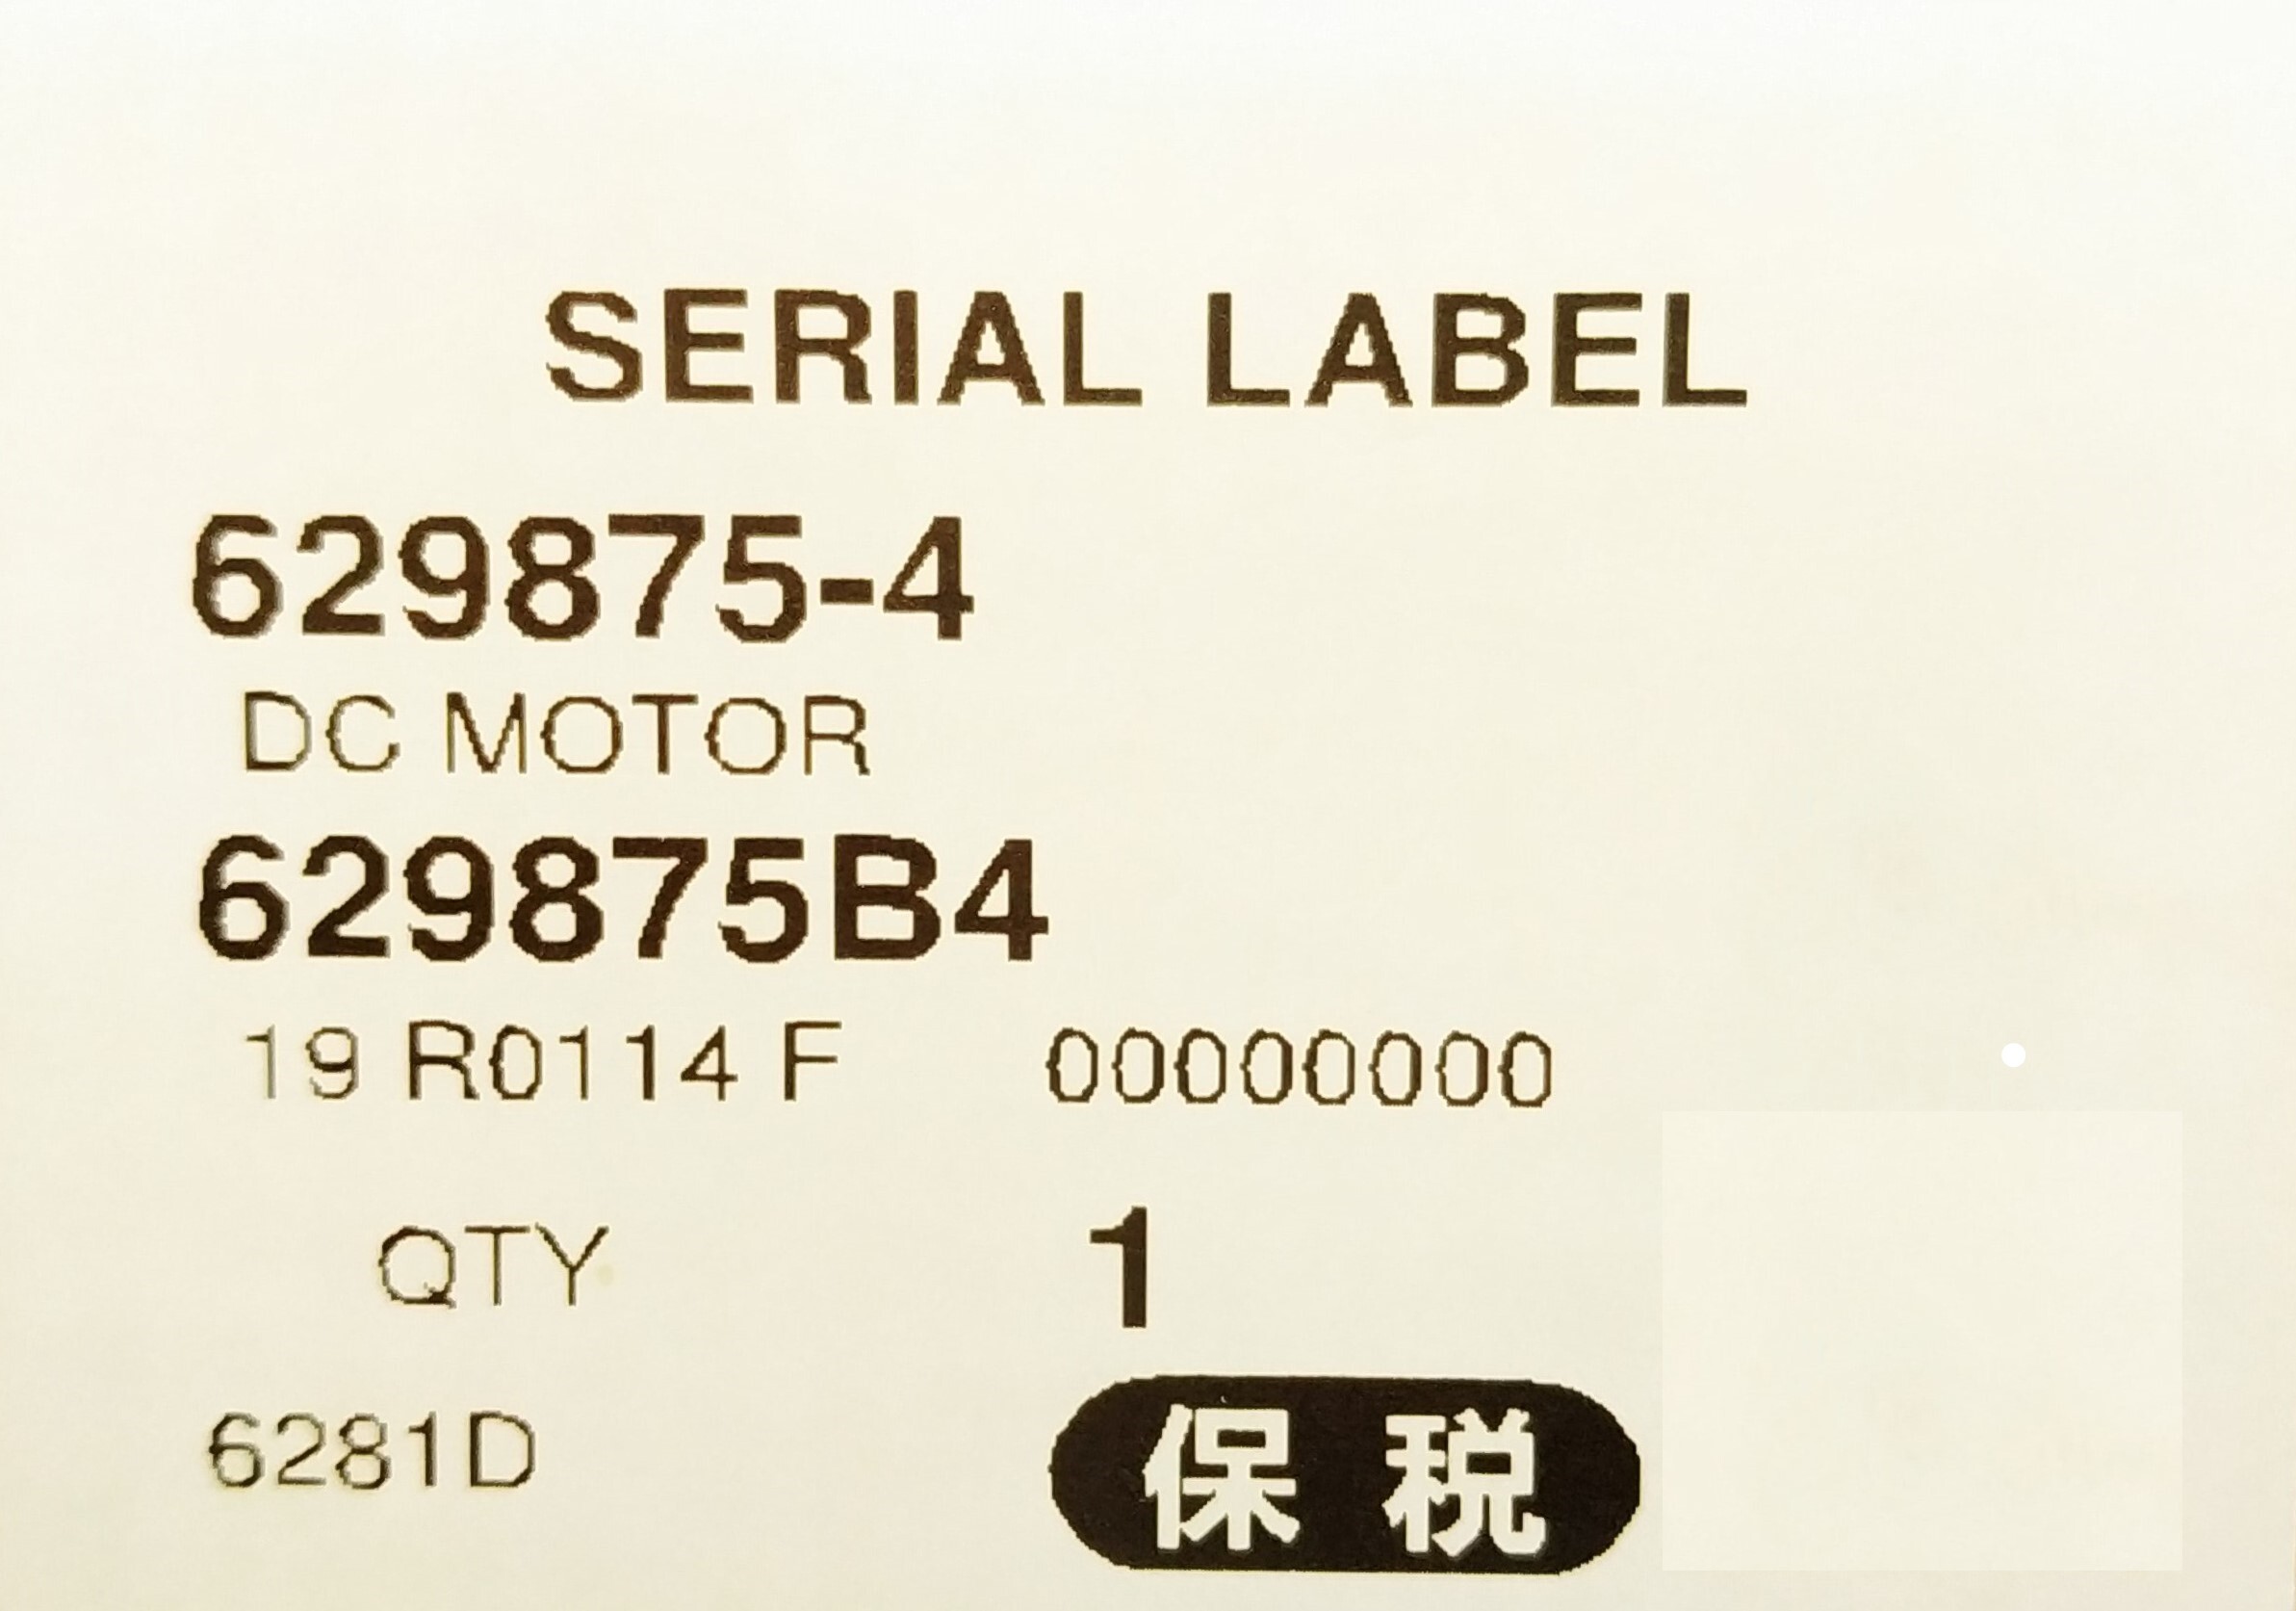 SERIAL LABEL
629875-4
DC MOTOR
629875B4
19 R0114 F 00000000
QTY 1
6281D 保税